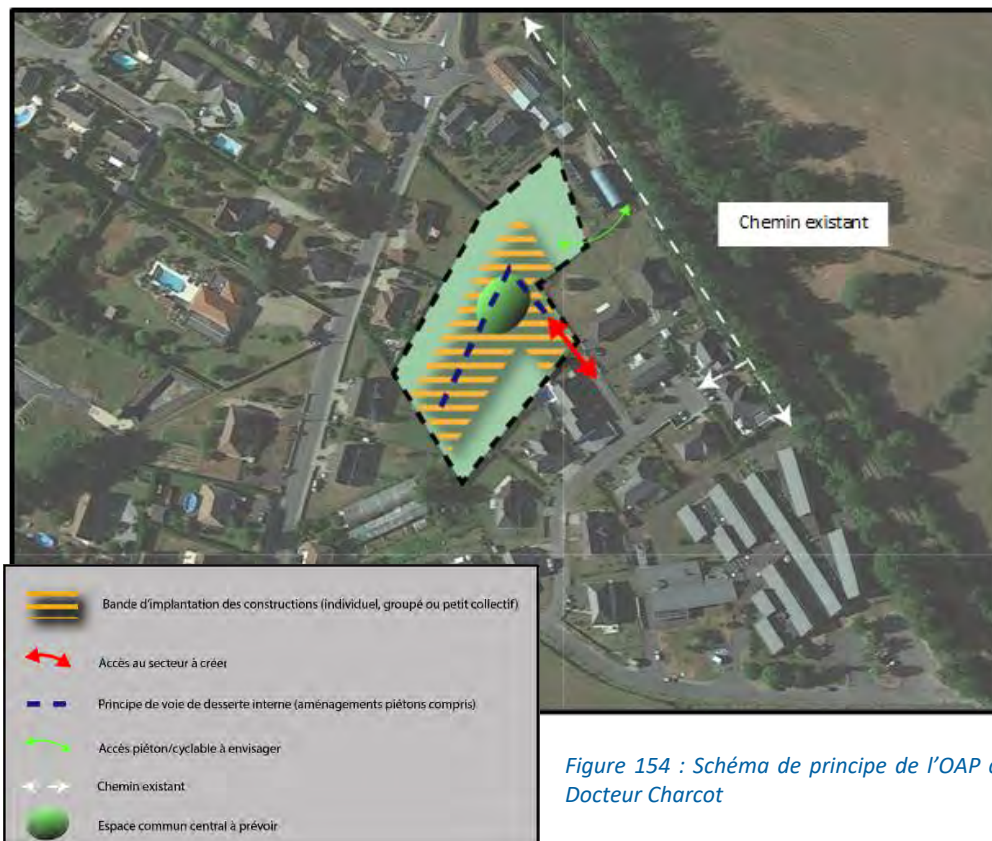 Chemin existant
Bande d'implantation des constructions (individuel, groupé ou petit collectif)
Accès au secteur à créer
Principe de voie de desserte interne (aménagements piétons compris)
Accès piéton/cyclable à envisager
Chemin existant
Espace commun central à prévoir
Figure 154 : Schéma de principe de l'OAP
Docteur Charcot